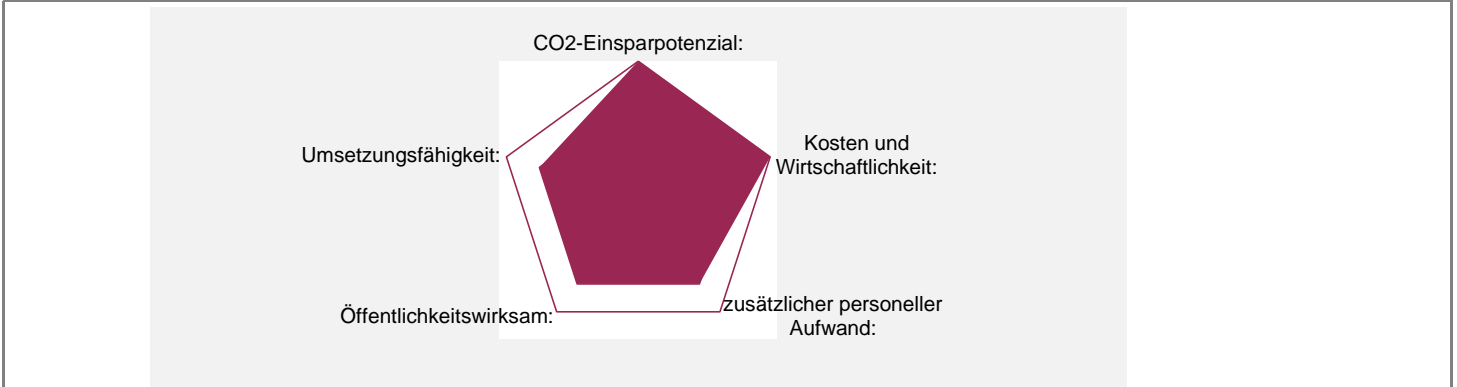 CO2-Einsparpotenzial:
Kosten und
Wirtschaftlichkeit:
Umsetzungsfähigkeit:
zusätzlicher personeller
Aufwand:
Öffentlichkeitswirksam: